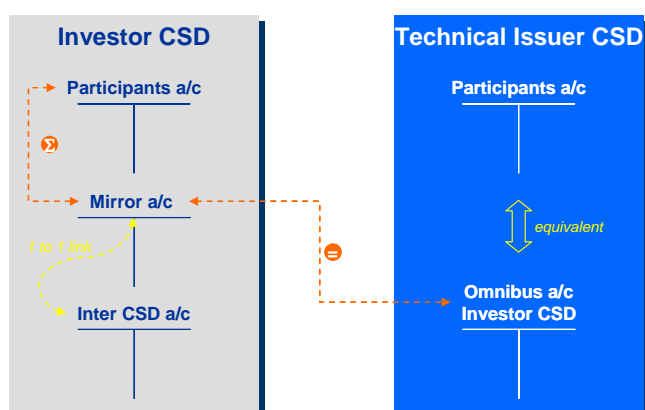 Investor CSD
Participants a/c
Σ
Mirror a/c
1 to 1 link
Inter CSD a/c
=
Technical Issuer CSD
Participants a/c
equivalent
Omnibus a/c
Investor CSD